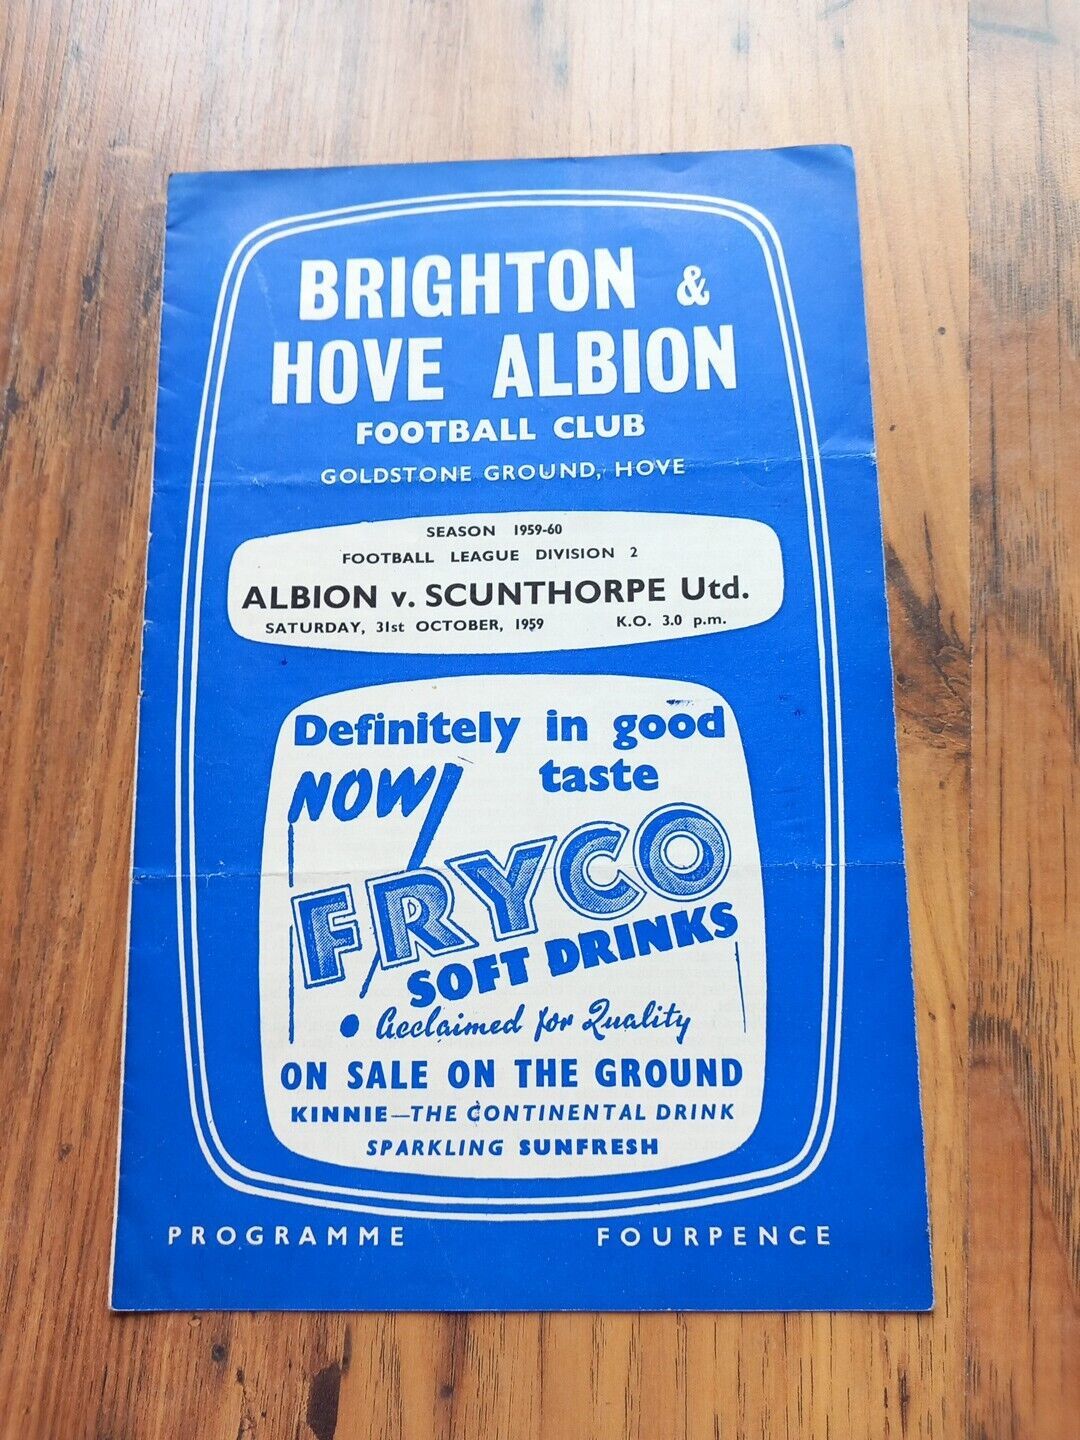 BRIGHTON &
HOVE ALBION
FOOTBALL CLUB
GOLDSTONE GROUND, HOVE
SEASON 1959-60
FOOTBALL LEAGUE DIVISION 2
ALBION v. SCUNTHORPE Utd.
SATURDAY, 31st OCTOBER, 1959 K.O. 3.0 p.m.
Definitely in good
taste
NOW!
FRYCO
SOFT DRINKS
• Acclaimed for Quality
ON SALE ON THE GROUND
KINNIE—THE CONTINENTAL DRINK
SPARKLING SUNFRESH
PROGRAMME FOURPENCE